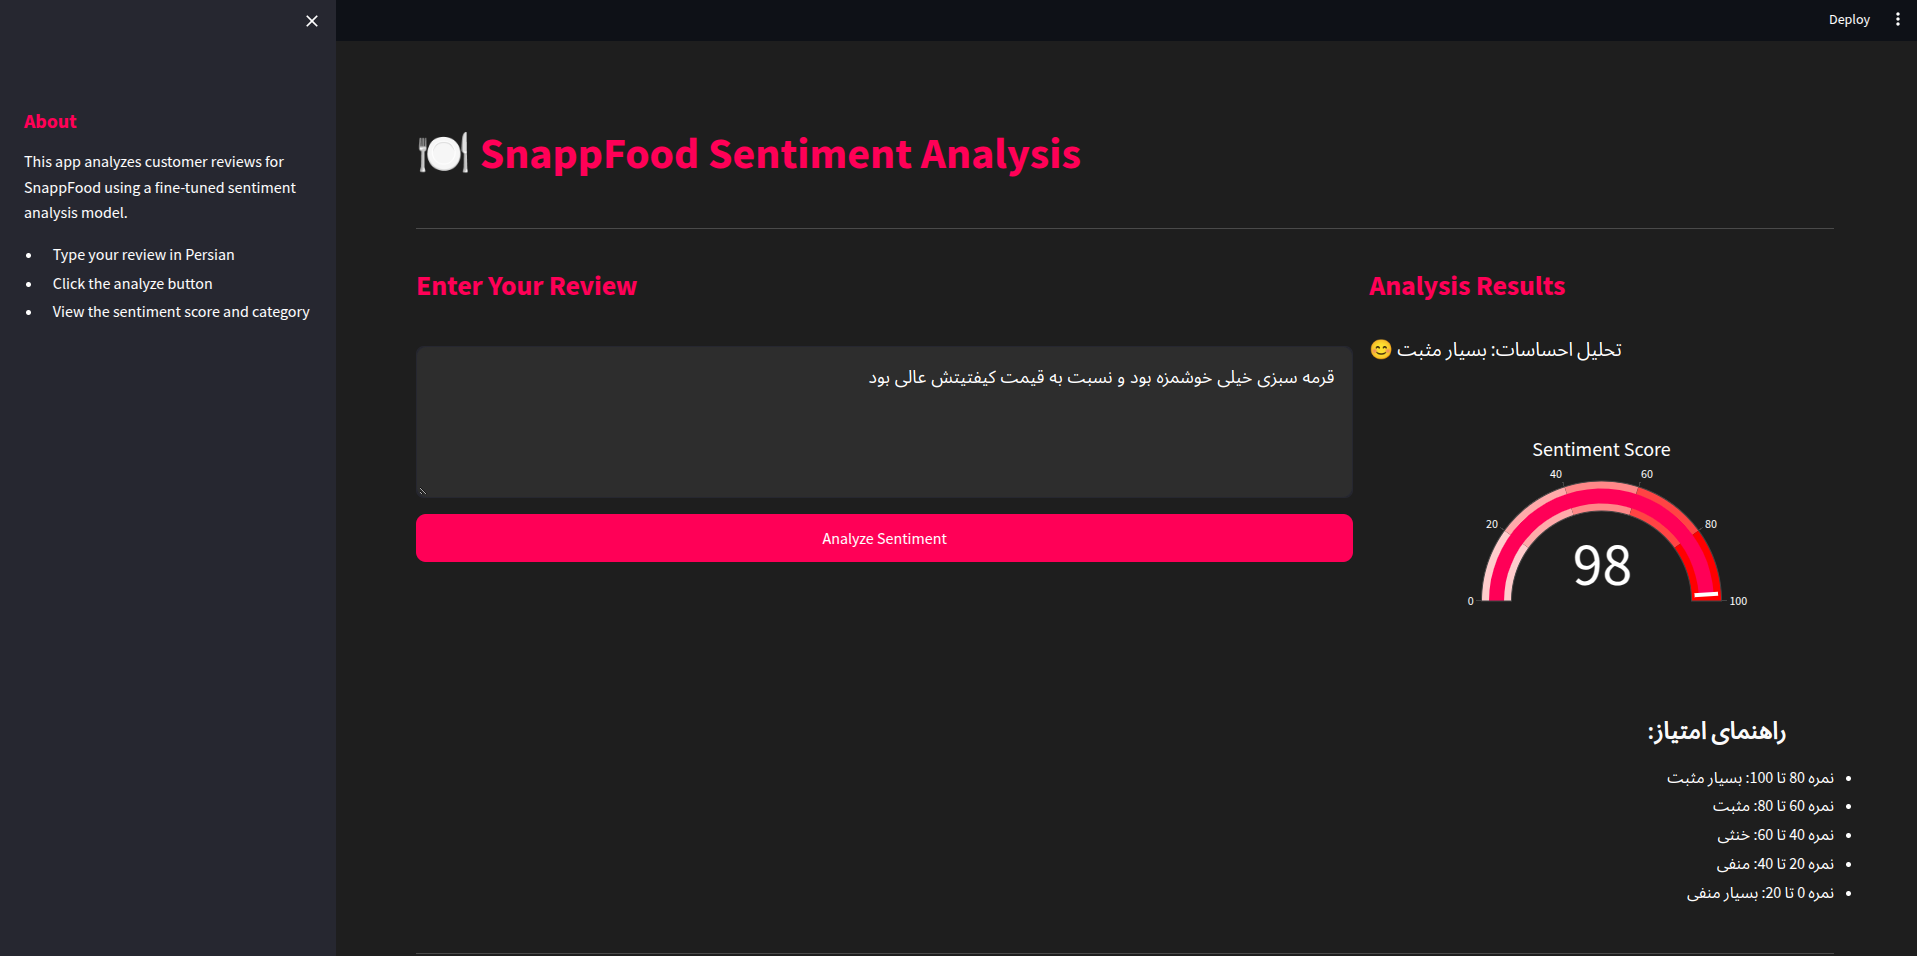 Deploy
About
This app analyzes customer reviews for
SnappFood using a fine-tuned sentiment
analysis model.
• Type your review in Persian
• Click the analyze button
• View the sentiment score and category
🍽️ SnappFood Sentiment Analysis
Enter Your Review
قرمه سبزی خیلی خوشمزه بود و نسبت به قیمت کیفتیتش عالی بود
Analyze Sentiment
Analysis Results
تحلیل احساسات: بسیار مثبت 😊
Sentiment Score
40 60
20 80
98
0 100
راهنمای امتیاز:
• نمره 80 تا 100: بسیار مثبت
• نمره 60 تا 80: مثبت
• نمره 40 تا 60: خنثی
• نمره 20 تا 40: منفی
• نمره 0 تا 20: بسیار منفی